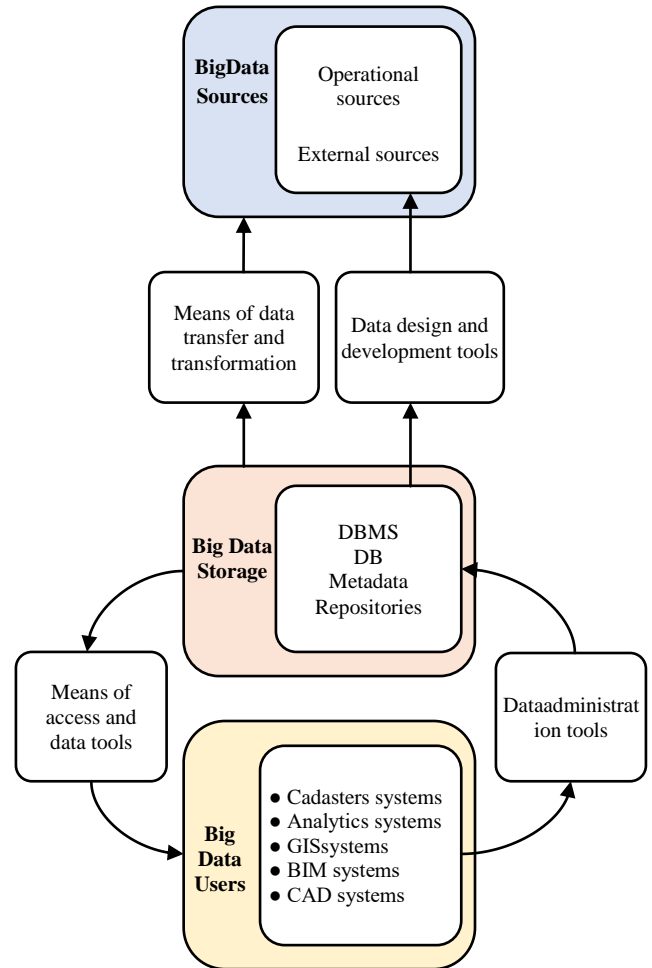 BigData
Sources
Operational
sources
External sources
Means of data
transfer and
transformation
Data design and
development tools
Big Data
Storage
DBMS
DB
Metadata
Repositories
Means of
access and
data tools
Dataadministrat
ion tools
Big
Data
Users
● Cadasters systems
● Analytics systems
● GISsystems
● BIM systems
● CAD systems